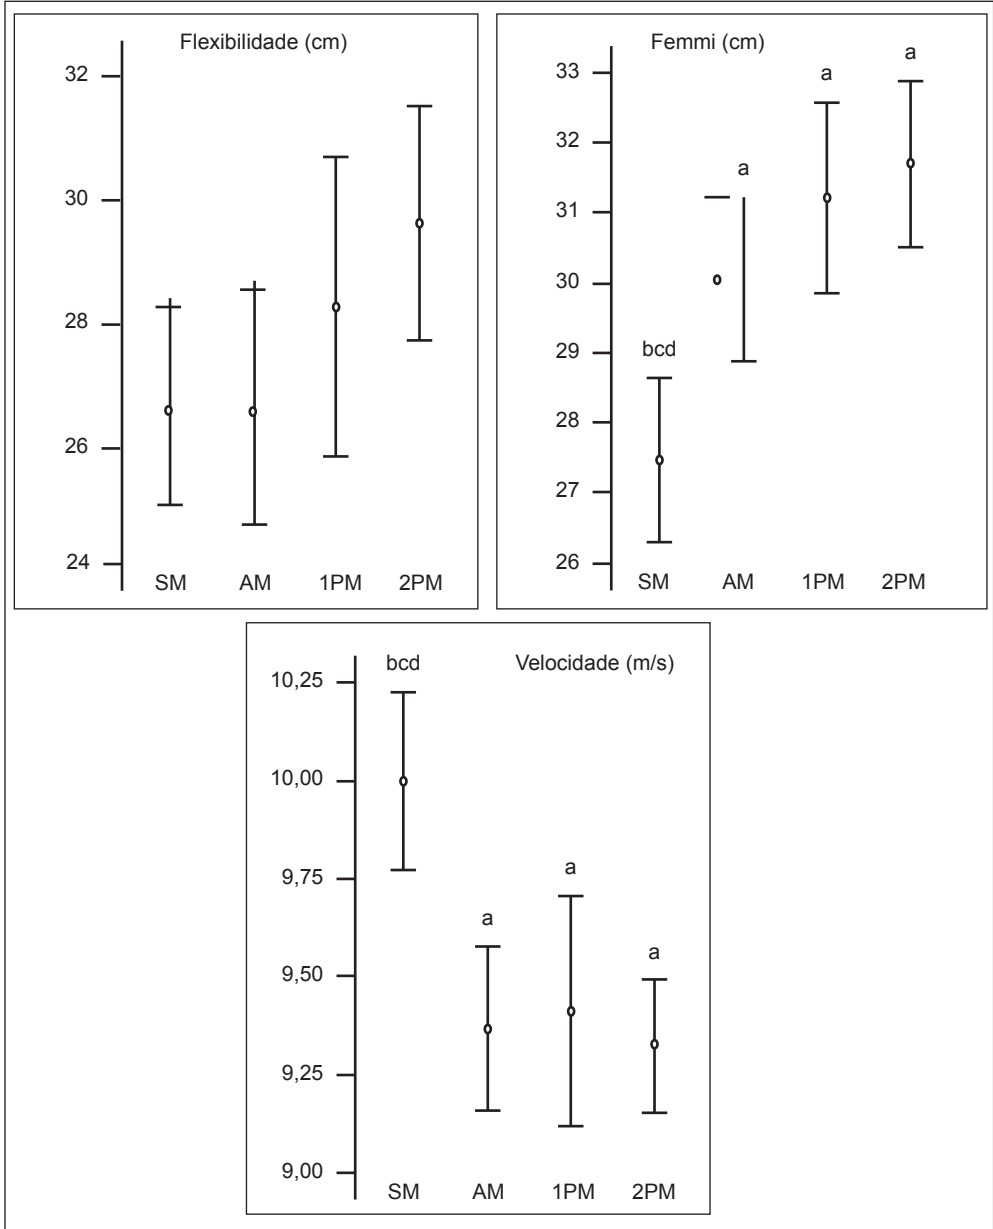 Flexibilidade (cm)
32
30
28
26
24
SM AM 1PM 2PM
Femmi (cm)
a
33
a
32
a
31
30
bcd
29
28
27
26
SM AM 1PM 2PM
bcd Velocidade (m/s)
10,25
10,00
9,75
a
a
a
9,50
9,25
9,00
SM AM 1PM 2PM